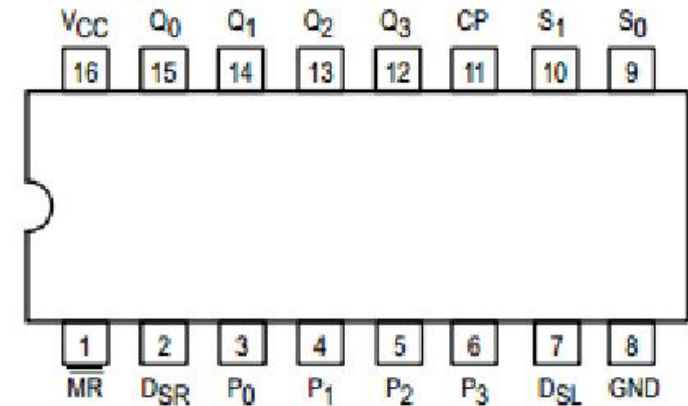 VCC Q0 Q1 Q2 Q3 CP S1 S0
16 15 14 13 12 11 10 9
1 2 3 4 5 6 7 8
MR DSR P0 P1 P2 P3 DSL GND